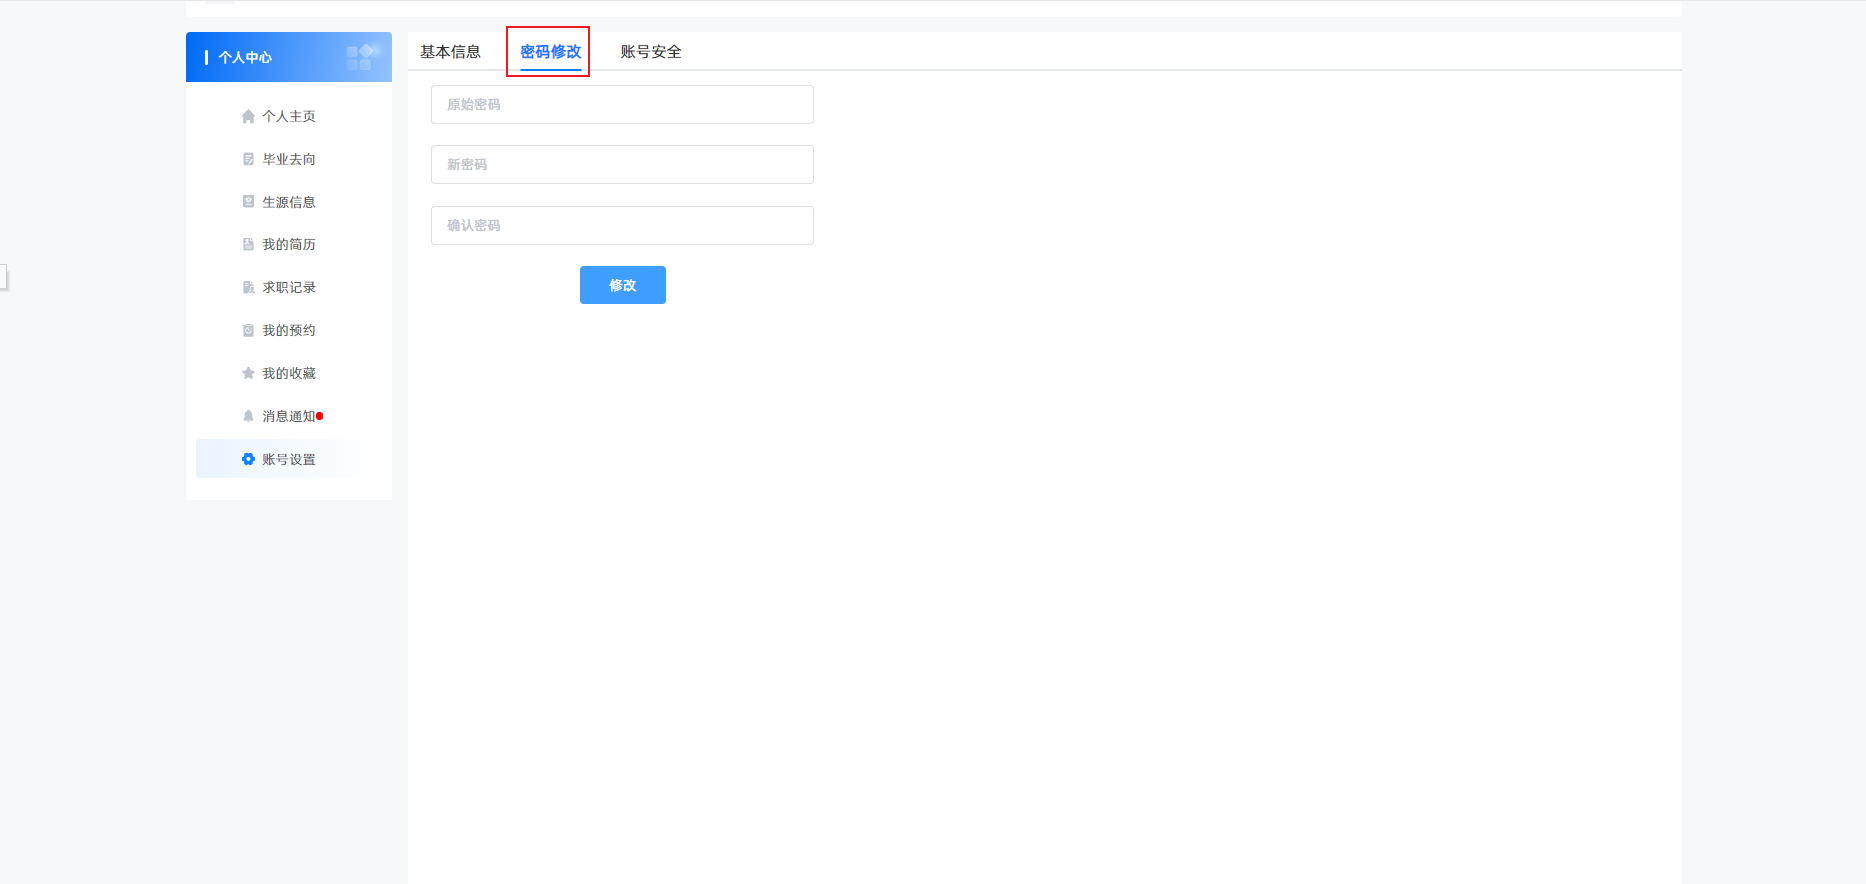 个人中心
个人主页
毕业去向
生源信息
我的简历
求职记录
我的预约
我的收藏
消息通知
账号设置
基本信息 密码修改 账号安全
原始密码
新密码
确认密码
修改